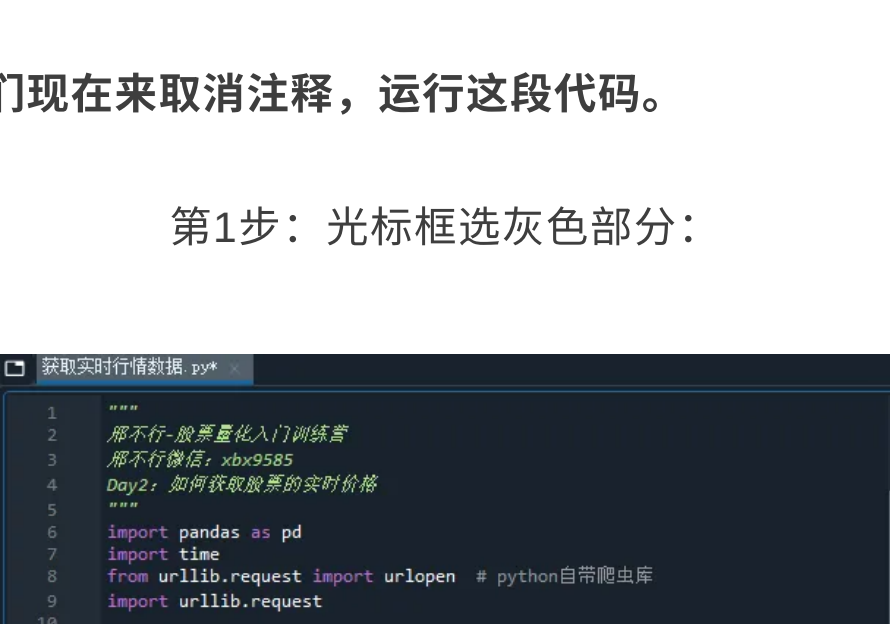 们现在来取消注释，运行这段代码。
第1步：光标框选灰色部分：
获取实时行情数据.py*
1 """
2 邢不行-股票量化入门训练营
3 邢不行微信：xbx9585
4 Day2：如何获取股票的实时价格
5 """
6 import pandas as pd
7 import time
8 from urllib.request import urlopen  # python自带爬虫库
9 import urllib.request
10